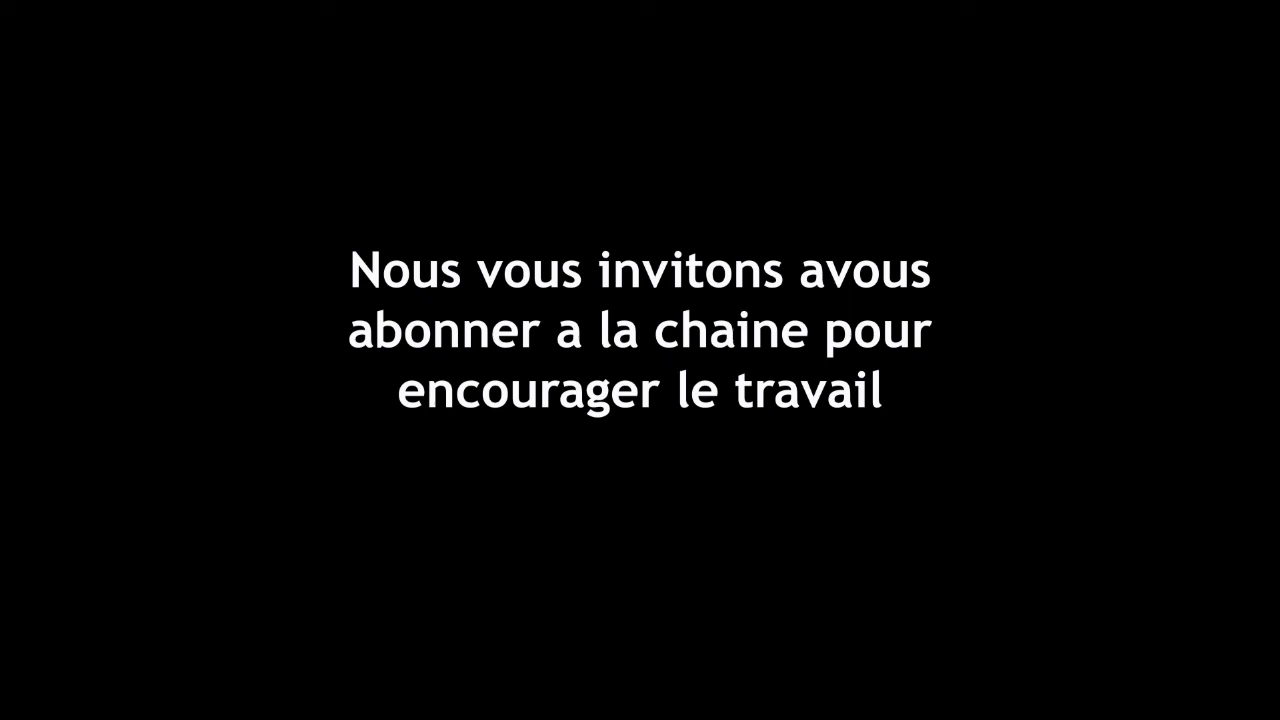 Nous vous invitons avous
abonner a la chaine pour
encourager le travail